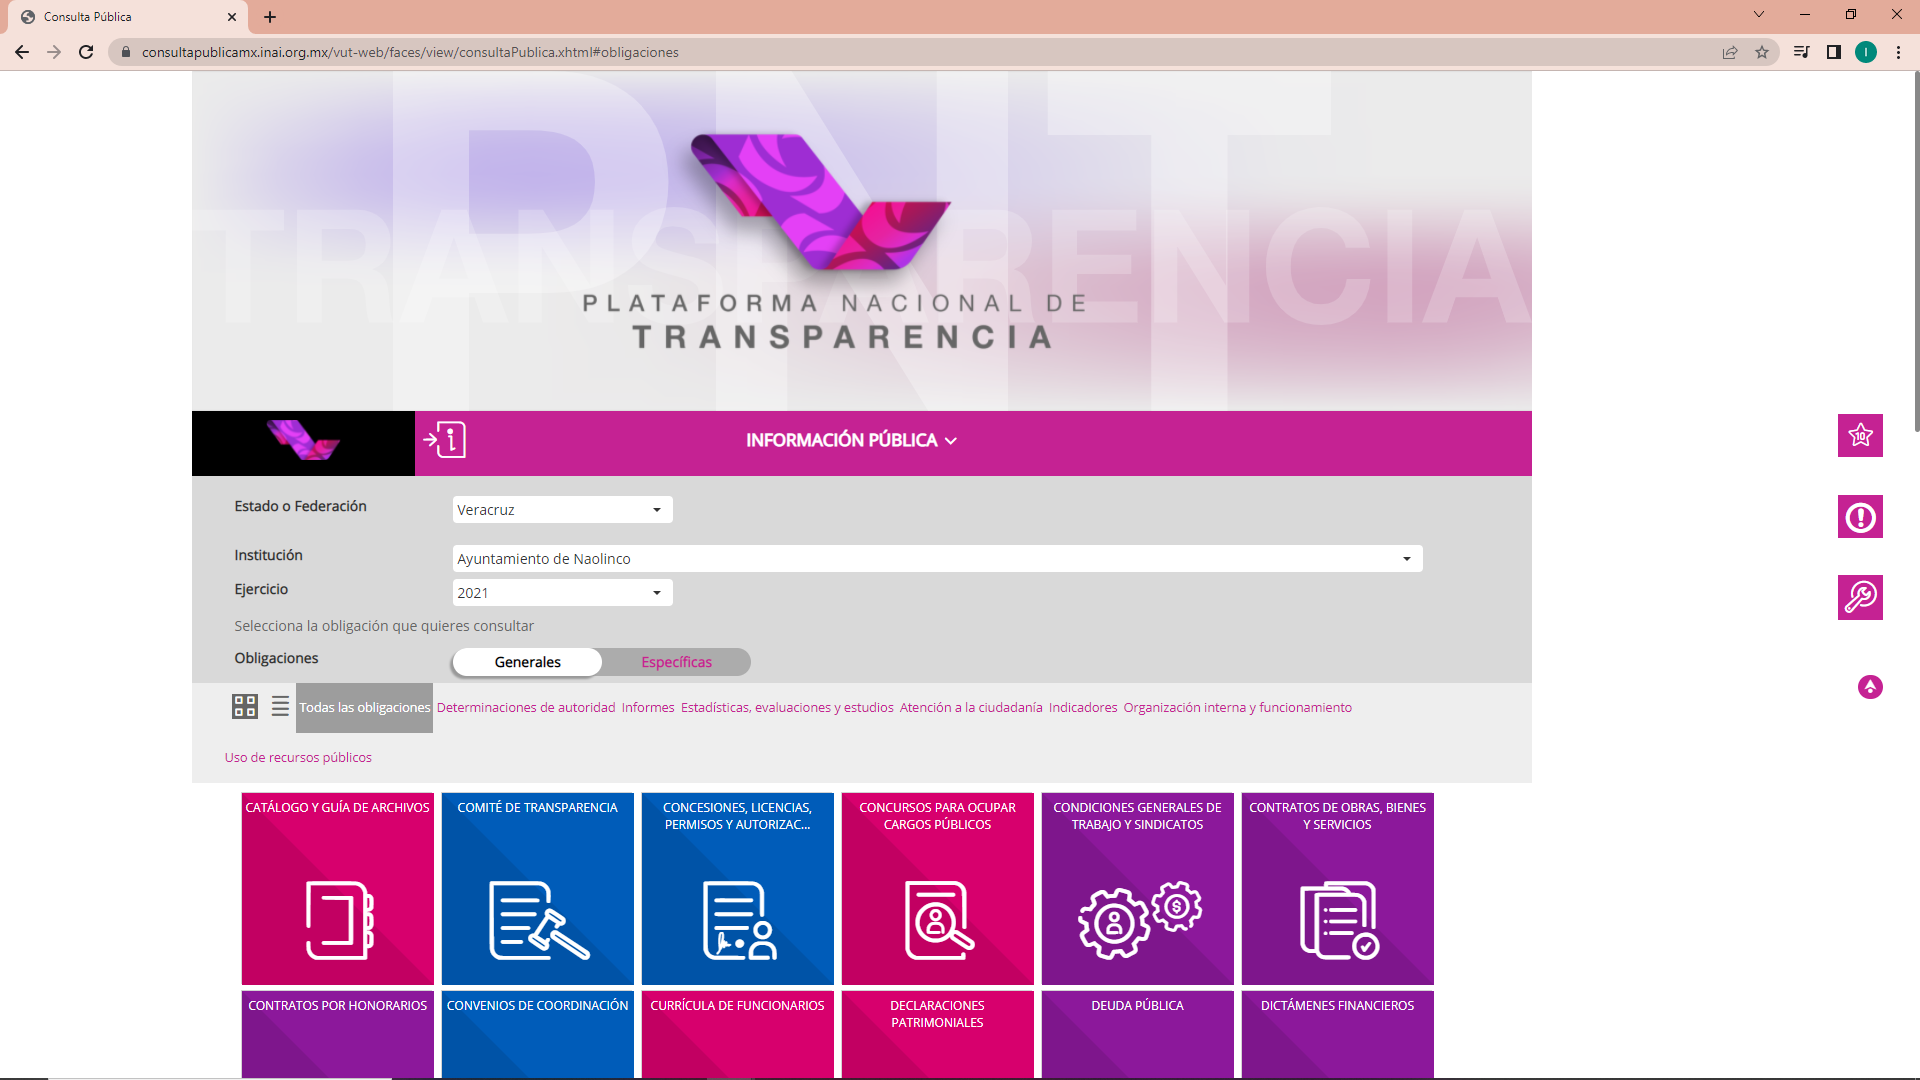 Consulta Pública
consultapublicamx.inai.org.mx/vut-web/faces/view/consultaPublica.xhtml#obligaciones
I
PNT
TRANSPARENCIA
PLATAFORMA NACIONAL DE
TRANSPARENCIA
INFORMACIÓN PÚBLICA
10
Estado o Federación
Veracruz
Institución
Ayuntamiento de Naolinco
Ejercicio
2021
Selecciona la obligación que quieres consultar
Obligaciones
Generales
Específicas
Todas las obligaciones Determinaciones de autoridad Informes Estadísticas, evaluaciones y estudios Atención a la ciudadanía Indicadores Organización interna y funcionamiento
Uso de recursos públicos
CATÁLOGO Y GUÍA DE ARCHIVOS
COMITÉ DE TRANSPARENCIA
CONCESIONES, LICENCIAS,
PERMISOS Y AUTORIZAC...
CONCURSOS PARA OCUPAR
CARGOS PÚBLICOS
CONDICIONES GENERALES DE
TRABAJO Y SINDICATOS
CONTRATOS DE OBRAS, BIENES
Y SERVICIOS
CONTRATOS POR HONORARIOS
CONVENIOS DE COORDINACIÓN
CURRÍCULA DE FUNCIONARIOS
DECLARACIONES
PATRIMONIALES
DEUDA PÚBLICA
DICTÁMENES FINANCIEROS